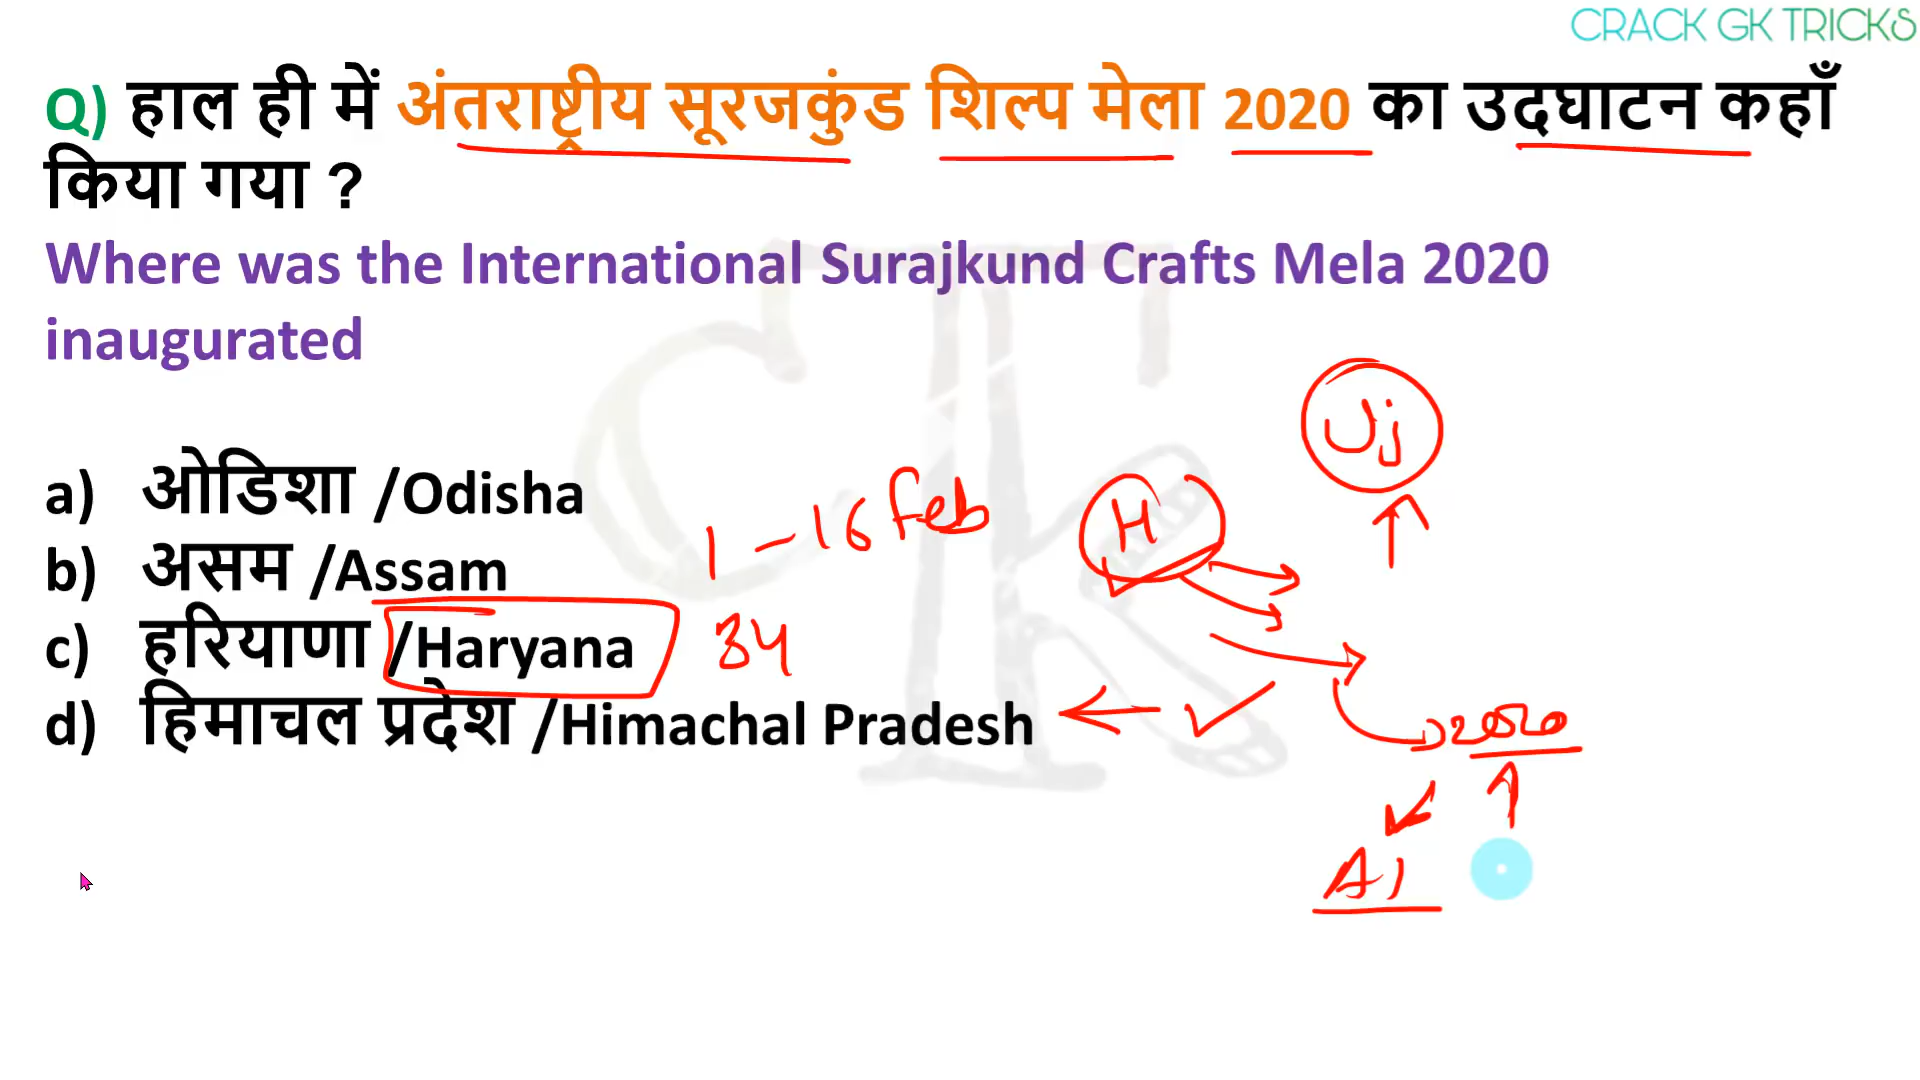 CRACK GK TRICKS
Q) हाल ही में अंतराष्ट्रीय सूरजकुंड शिल्प मेला 2020 का उदघाटन कहाँ
किया गया ?
Where was the International Surajkund Crafts Mela 2020
inaugurated
Uj
a) ओडिशा /Odisha
1 – 16 Feb
H
b) असम /Assam
c) हरियाणा /Haryana
34
d) हिमाचल प्रदेश /Himachal Pradesh
2020